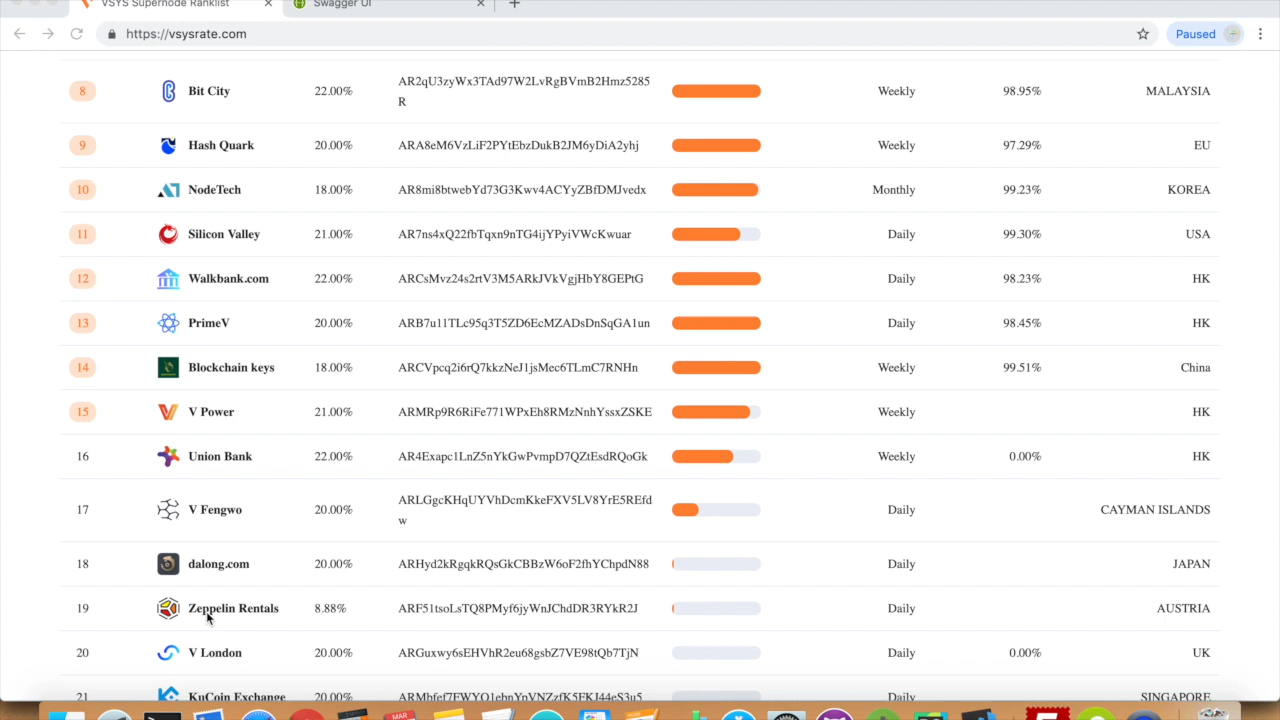 VSYS Supernode Ranklist
Swagger UI
https://vsysrate.com
Paused
8 Bit City 22.00% AR2qU3zyWx3TAd97W2LvRgBVmB2Hmz5285 Weekly 98.95% MALAYSIA
R
9 Hash Quark 20.00% ARA8eM6VzLiF2PYtEbzDukB2JM6yDiA2yhj Weekly 97.29% EU
10 NodeTech 18.00% AR8mi8btwebYd73G3Kwv4ACYyZBfDMJvedx Monthly 99.23% KOREA
11 Silicon Valley 21.00% AR7ns4xQ22fbTqxn9nTG4ijYPyiVWcKwuar Daily 99.30% USA
12 Walkbank.com 22.00% ARCsMvz24s2rtV3M5ARkJVkVgjHbY8GEPtG Daily 98.23% HK
13 PrimeV 20.00% ARB7u11TLc95q3T5ZD6EcMZADsDnSqGA1un Daily 98.45% HK
14 Blockchain keys 18.00% ARCVpcq2i6rQ7kkzNeJ1jsMec6TLmC7RNHn Weekly 99.51% China
15 V Power 21.00% ARMRp9R6RiFe771WPxEh8RMzNnhYssxZSKE Weekly HK
16 Union Bank 22.00% AR4Exapc1LnZ5nYkGwPvmpD7QZtEsdRQoGk Weekly 0.00% HK
17 V Fengwo 20.00% ARLGgcKHqUYVhDcmKkeFXV5LV8YrE5REfd Daily CAYMAN ISLANDS
w
18 dalong.com 20.00% ARHyd2kRgqkRQsGkCBBzW6oF2fhYChpdN88 Daily JAPAN
19 Zeppelin Rentals 8.88% ARF51tsoLsTQ8PMyf6jyWnJChdDR3RYkR2J Daily AUSTRIA
20 V London 20.00% ARGuxwy6sEHVhR2eu68gsbZ7VE98tQb7TjN Daily 0.00% UK
21 KuCoin Exchange 20.00% Daily SINGAPORE
MAR